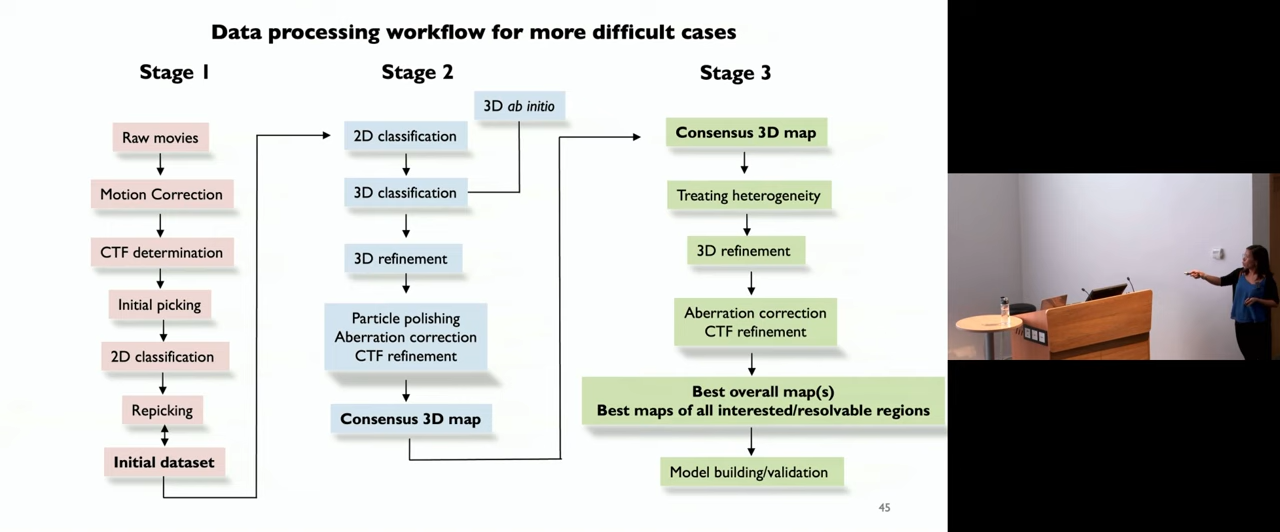 Data processing workflow for more difficult cases
Stage 1
Raw movies
Motion Correction
CTF determination
Initial picking
2D classification
Repicking
Initial dataset
Stage 2
3D ab initio
2D classification
3D classification
3D refinement
Particle polishing
Aberration correction
CTF refinement
Consensus 3D map
Stage 3
Consensus 3D map
Treating heterogeneity
3D refinement
Aberration correction
CTF refinement
Best overall map(s)
Best maps of all interested/resolvable regions
Model building/validation
45